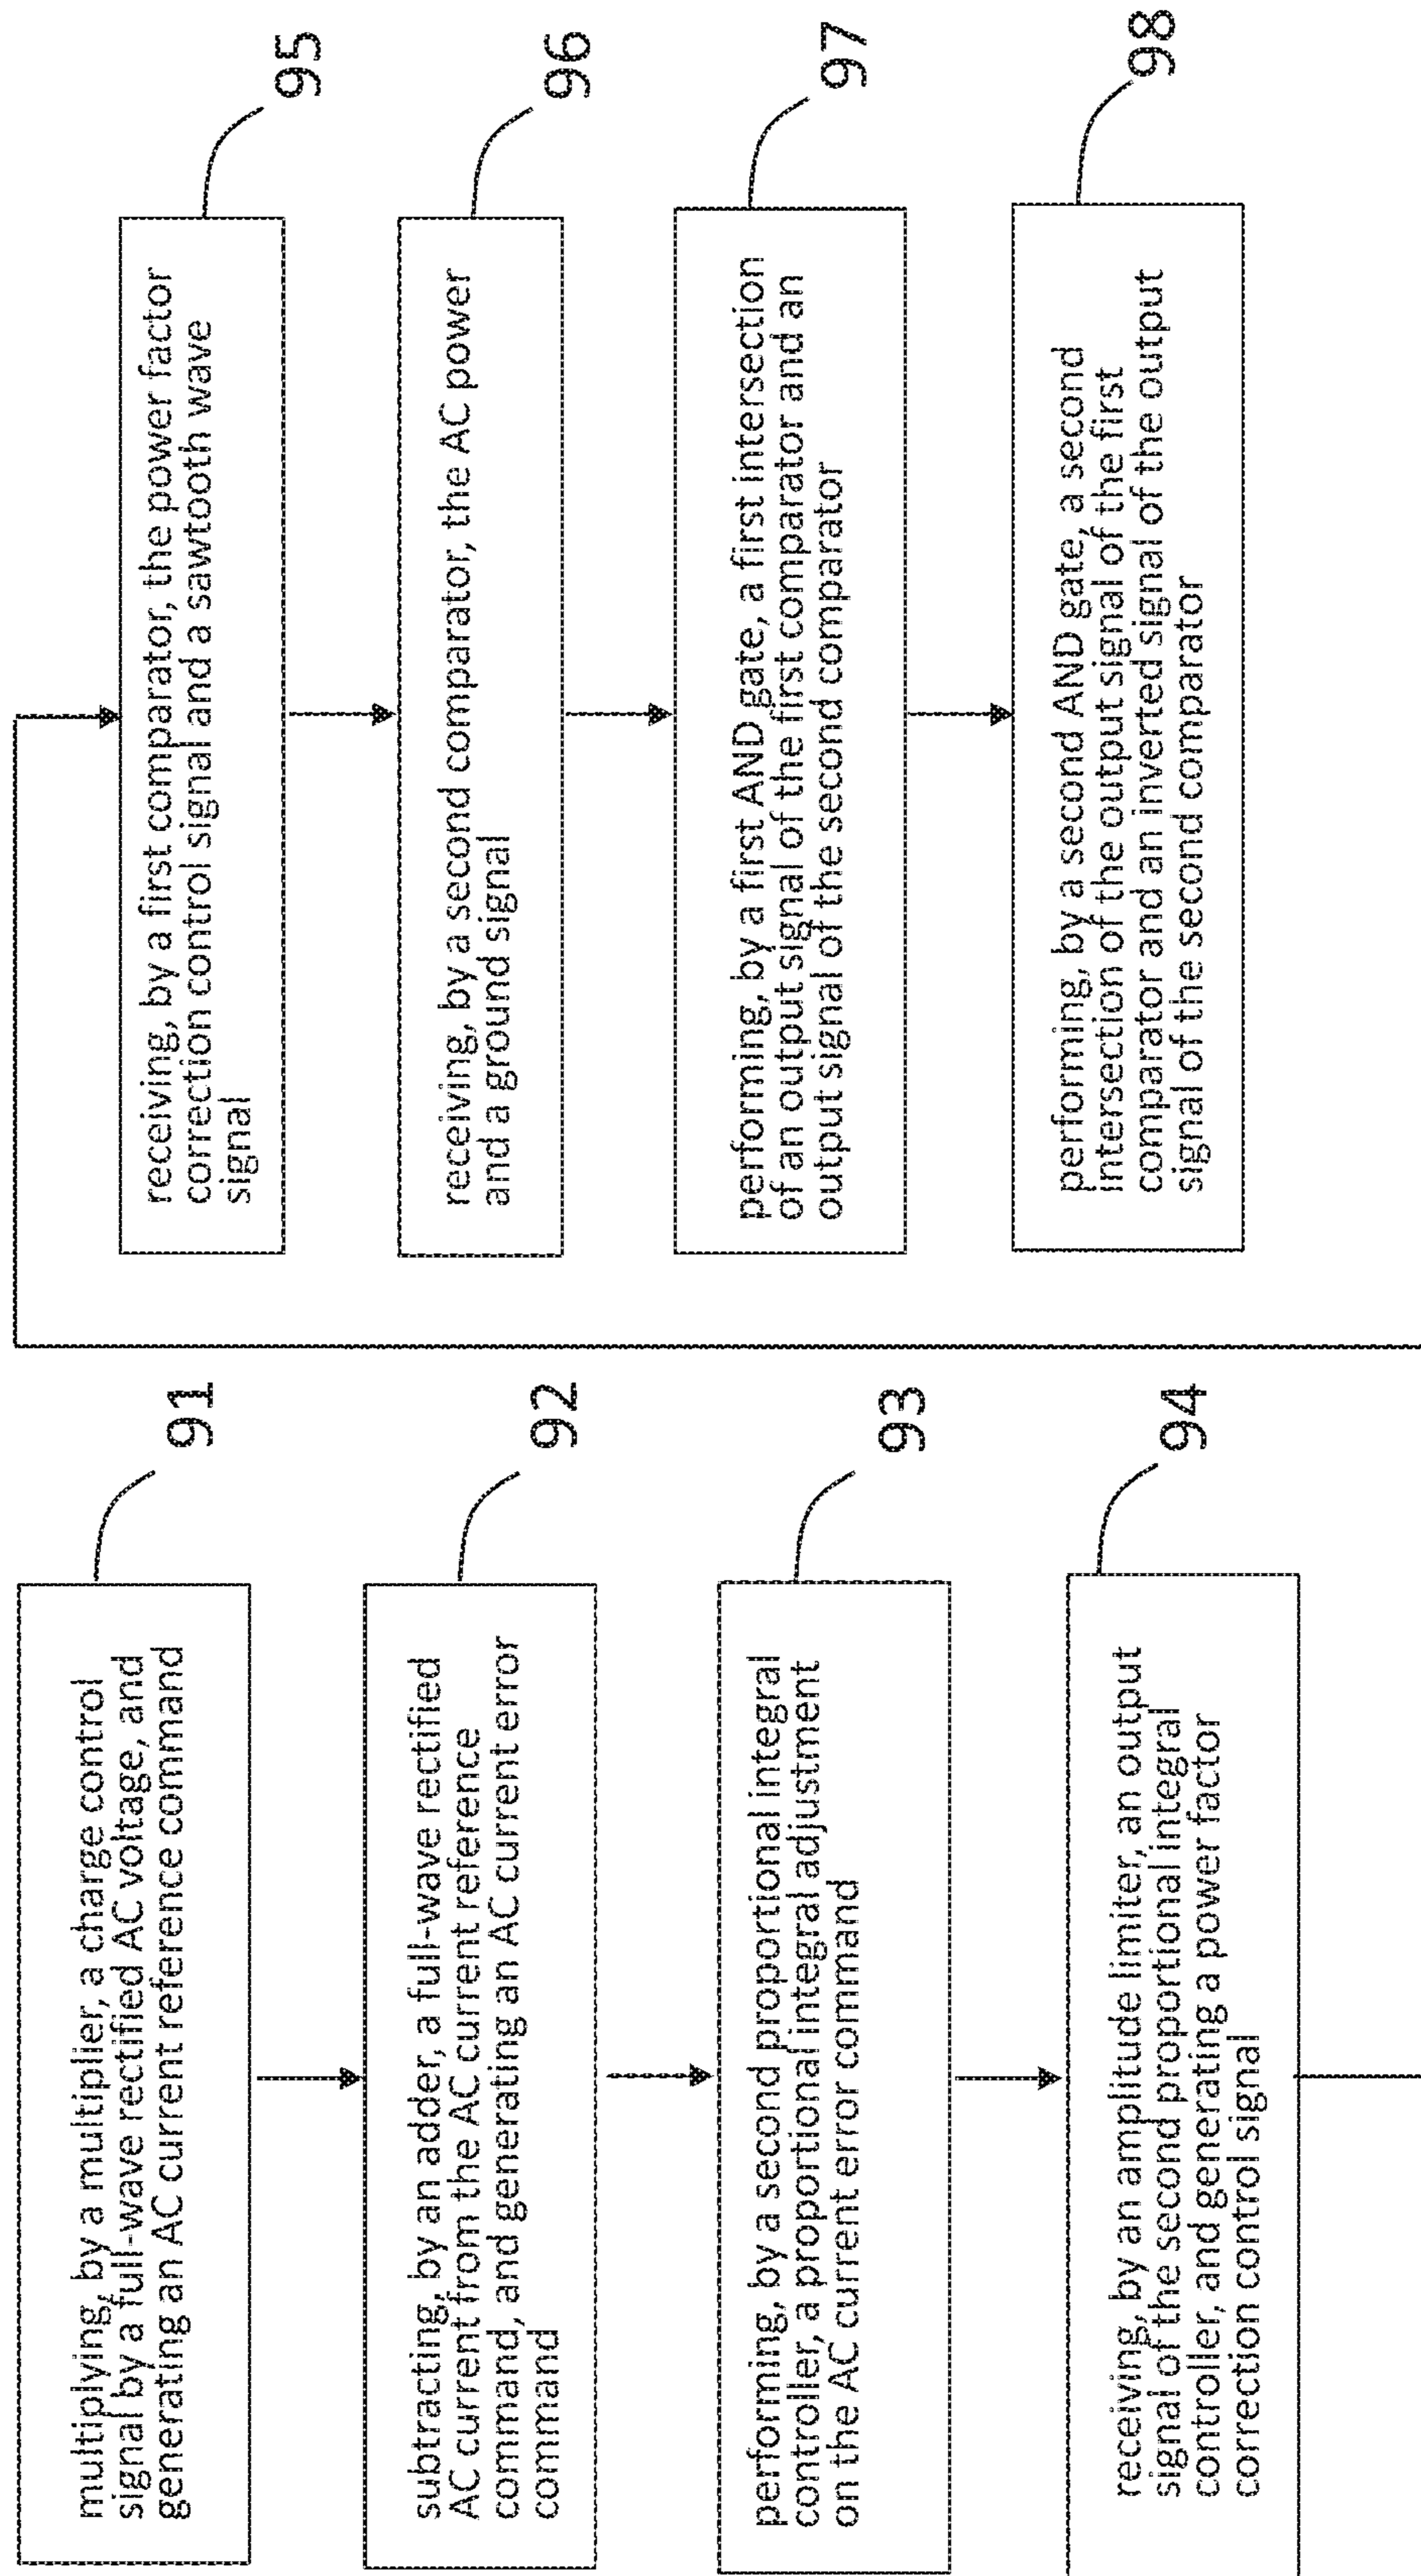 multiplying, by a multiplier, a charge control
signal by a full-wave rectified AC voltage, and
generating an AC current reference command
91
subtracting, by an adder, a full-wave rectified
AC current from the AC current reference
command, and generating an AC current error
command
92
performing, by a second proportional integral
controller, a proportional integral adjustment
on the AC current error command
93
receiving, by an amplitude limiter, an output
signal of the second proportional integral
controller, and generating a power factor
correction control signal
94
receiving, by a first comparator, the power factor
correction control signal and a sawtooth wave
signal
95
receiving, by a second comparator, the AC power
and a ground signal
96
performing, by a first AND gate, a first intersection
of an output signal of the first comparator and an
output signal of the second comparator
97
performing, by a second AND gate, a second
intersection of the output signal of the first
comparator and an inverted signal of the output
signal of the second comparator
98